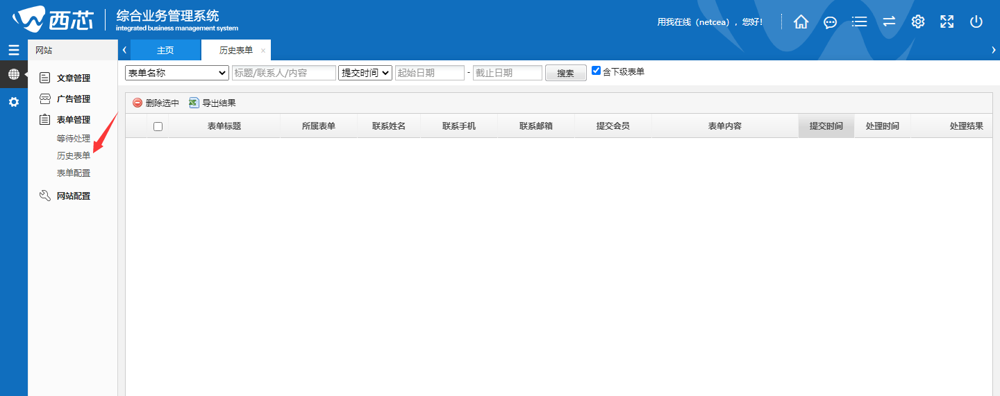 西芯
综合业务管理系统
integrated business management system
用我在线（netcea），您好！
网站
主页
历史表单 ×
文章管理
广告管理
表单管理
等待处理
历史表单
表单配置
网站配置
表单名称 标题/联系人/内容 提交时间 起始日期 - 截止日期 搜索 含下级表单
删除选中 导出结果
表单标题 所属表单 联系姓名 联系手机 联系邮箱 提交会员 表单内容 提交时间 处理时间 处理结果